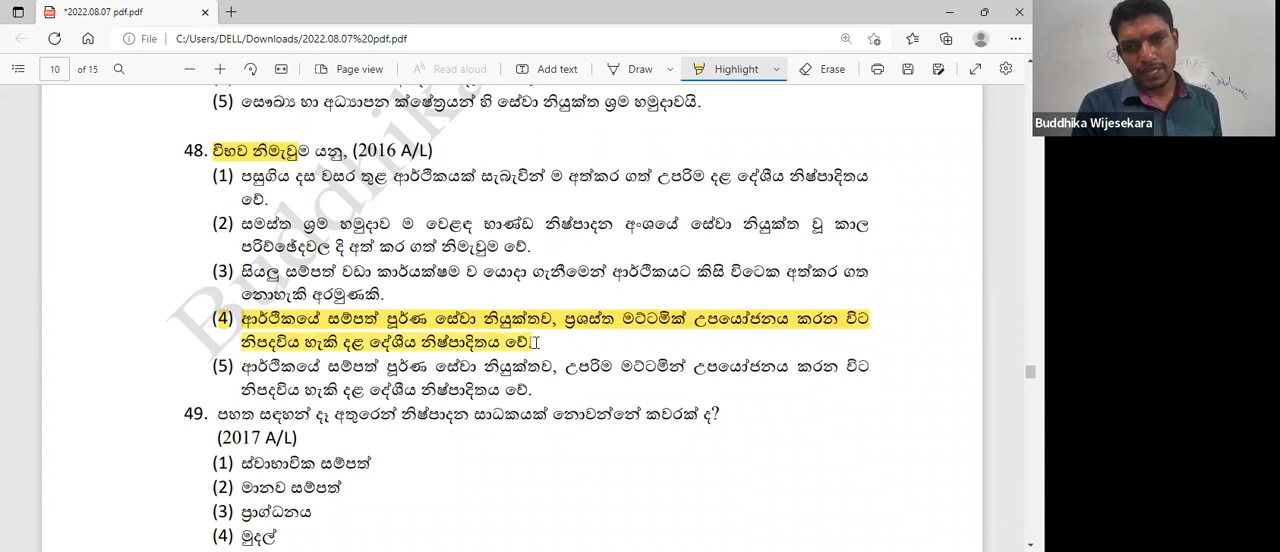 *2022.08.07 pdf.pdf
File C:/Users/DELL/Downloads/2022.08.07%20pdf.pdf
10 of 15 Page view Read aloud Add text Draw Highlight Erase
(5) සෞඛ්‍ය හා අධ්‍යාපන ක්ෂේත්‍රයන් හි සේවා නියුක්ත ශ්‍රම හමුදාවයි.
48. විභව නිමැවුම යනු, (2016 A/L)
(1) පසුගිය දස වසර තුළ ආර්ථිකයක් සැබැවින් ම අත්කර ගත් උපරිම දළ දේශීය නිෂ්පාදිතය
වේ.
(2) සමස්ත ශ්‍රම හමුදාව ම වෙළඳ භාණ්ඩ නිෂ්පාදන අංශයේ සේවා නියුක්ත වූ කාල
පරිච්ඡේදවල දි අත් කර ගත් නිමැවුම වේ.
(3) සියලු සම්පත් වඩා කාර්යක්ෂම ව යොදා ගැනීමෙන් ආර්ථිකයට කිසි විටෙක අත්කර ගත
නොහැකි අරමුණකි.
(4) ආර්ථිකයේ සම්පත් පූර්ණ සේවා නියුක්තව, ප්‍රශස්ත මට්ටමින් උපයෝජනය කරන විට
නිපදවිය හැකි දළ දේශීය නිෂ්පාදිතය වේ.
(5) ආර්ථිකයේ සම්පත් පූර්ණ සේවා නියුක්තව, උපරිම මට්ටමින් උපයෝජනය කරන විට
නිපදවිය හැකි දළ දේශීය නිෂ්පාදිතය වේ.
49. පහත සඳහන් දෑ අතුරෙන් නිෂ්පාදන සාධකයක් නොවන්නේ කවරක් ද?
(2017 A/L)
(1) ස්වාභාවික සම්පත්
(2) මානව සම්පත්
(3) ප්‍රාග්ධනය
(4) මුදල්
Buddhika
Buddhika Wijesekara